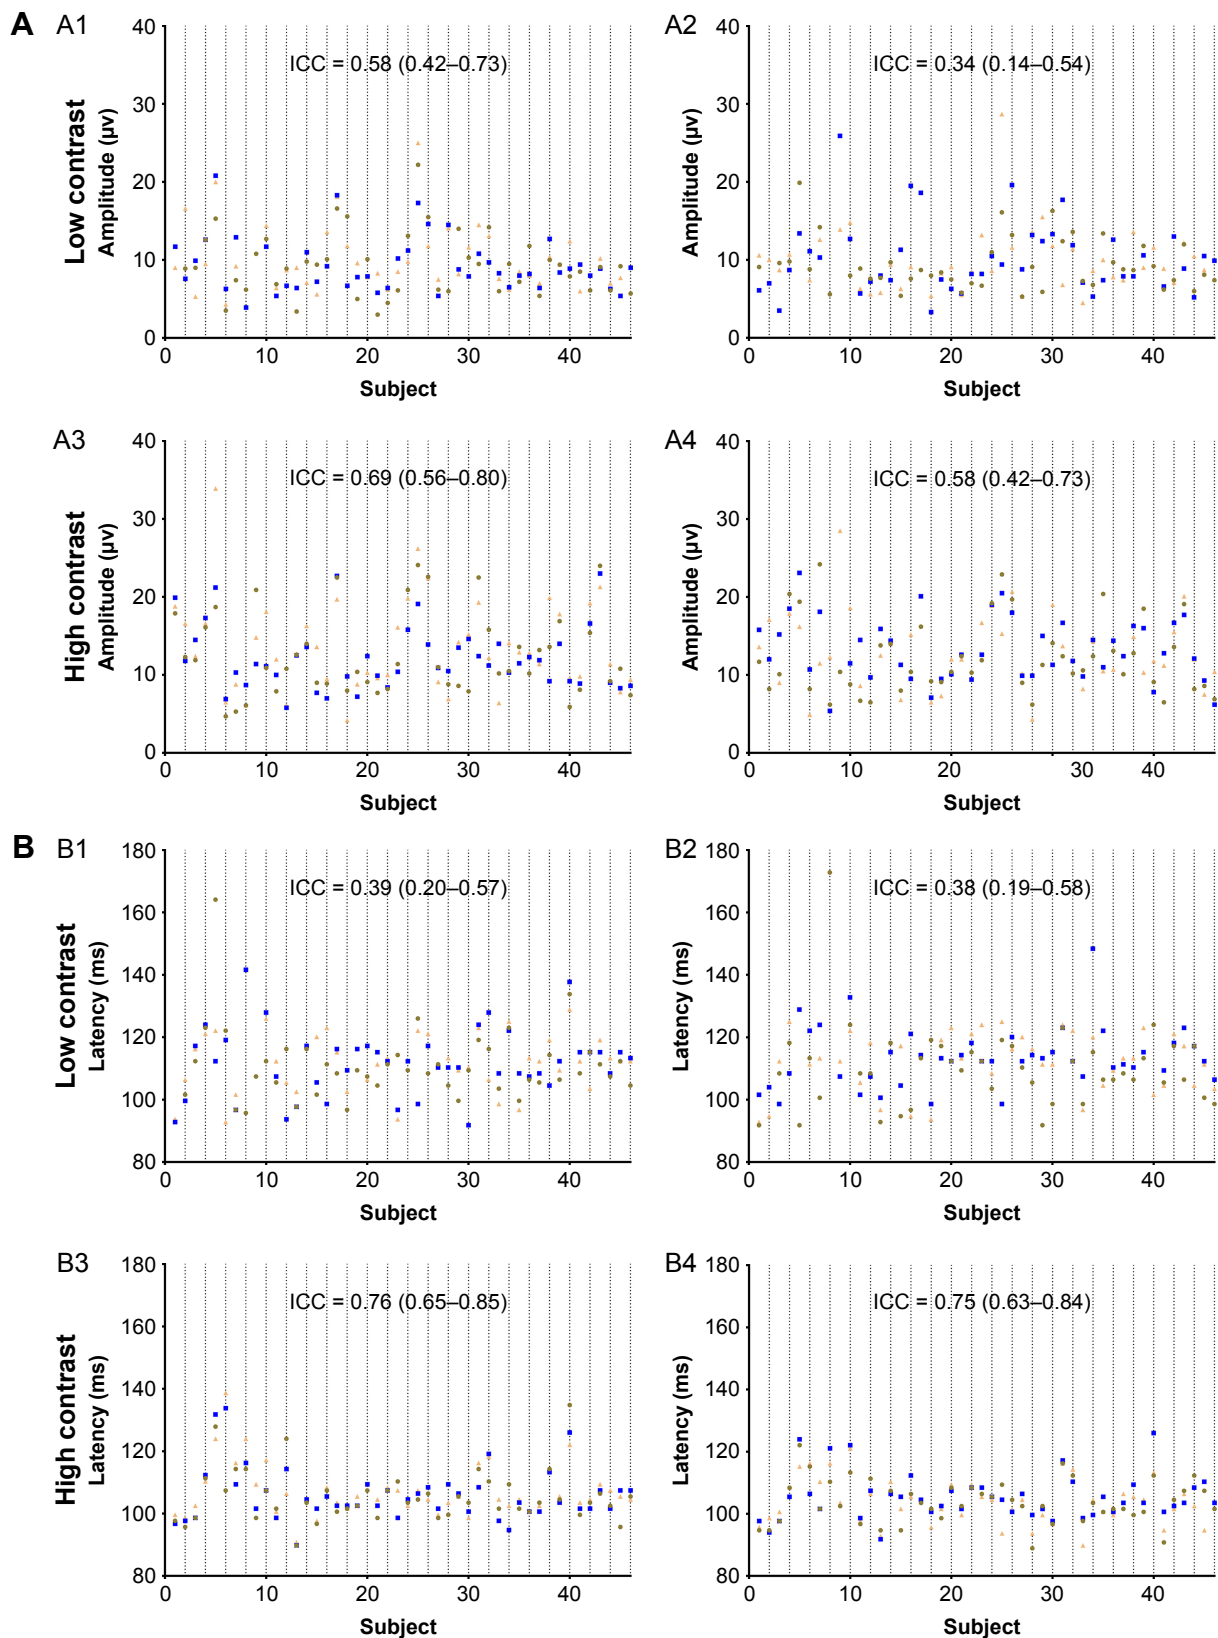 A A1 A2
Low contrast
Amplitude (µv)
40
30
20
10
0
ICC = 0.58 (0.42–0.73)
0 10 20 30 40
Subject
Amplitude (µv)
40
30
20
10
0
ICC = 0.34 (0.14–0.54)
0 10 20 30 40
Subject
A3 A4
High contrast
Amplitude (µv)
40
30
20
10
0
ICC = 0.69 (0.56–0.80)
0 10 20 30 40
Subject
Amplitude (µv)
40
30
20
10
0
ICC = 0.58 (0.42–0.73)
0 10 20 30 40
Subject
B B1 B2
Low contrast
Latency (ms)
180
160
140
120
100
80
ICC = 0.39 (0.20–0.57)
0 10 20 30 40
Subject
Latency (ms)
180
160
140
120
100
80
ICC = 0.38 (0.19–0.58)
0 10 20 30 40
Subject
B3 B4
High contrast
Latency (ms)
180
160
140
120
100
80
ICC = 0.76 (0.65–0.85)
0 10 20 30 40
Subject
Latency (ms)
180
160
140
120
100
80
ICC = 0.75 (0.63–0.84)
0 10 20 30 40
Subject